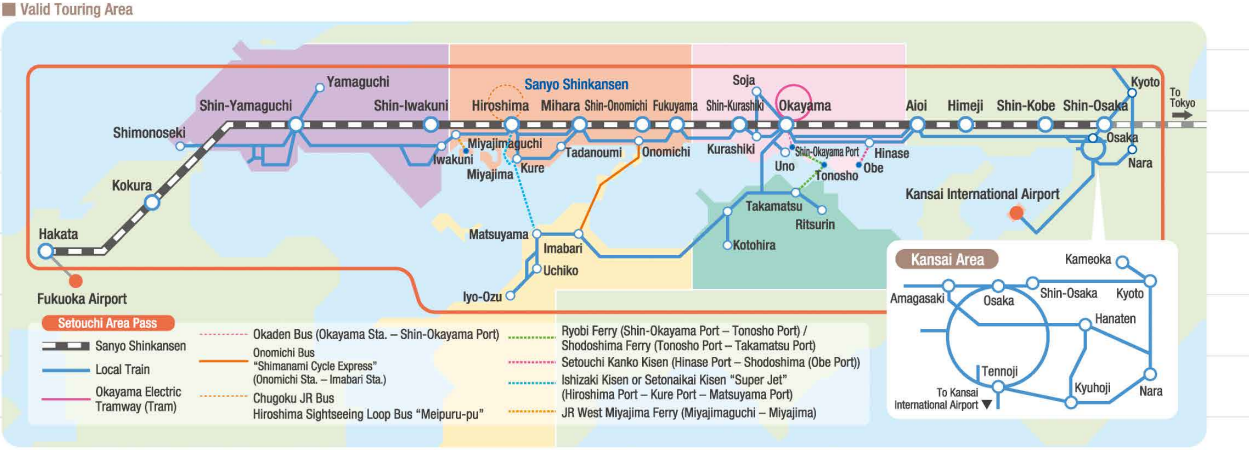 Valid Touring Area
Yamaguchi
Sanyo Shinkansen
Soja
Kyoto
To
Tokyo
Shin-Yamaguchi
Shin-Iwakuni
Hiroshima
Mihara
Shin-Onomichi
Fukuyama
Shin-Kurashiki
Okayama
Aioi
Himeji
Shin-Kobe
Shin-Osaka
Shimonoseki
Osaka
Miyajimaguchi
Iwakuni
Miyajima
Kure
Tadanoumi
Onomichi
Kurashiki
Uno
Shin-Okayama Port
Hinase
Tonosho
Obe
Nara
Kokura
Kansai International Airport
Takamatsu
Ritsurin
Hakata
Matsuyama
Imabari
Kotohira
Uchiko
Iyo-Ozu
Fukuoka Airport
Kansai Area
Kameoka
Amagasaki
Osaka
Shin-Osaka
Kyoto
Hanaten
Tennoji
Kyuhoji
Nara
To Kansai
International Airport
Setouchi Area Pass
Sanyo Shinkansen
Local Train
Okayama Electric
Tramway (Tram)
Okaden Bus (Okayama Sta. – Shin-Okayama Port)
Onomichi Bus
"Shimanami Cycle Express"
(Onomichi Sta. – Imabari Sta.)
Chugoku JR Bus
Hiroshima Sightseeing Loop Bus "Meipuru-pu"
Ryobi Ferry (Shin-Okayama Port – Tonosho Port) /
Shodoshima Ferry (Tonosho Port – Takamatsu Port)
Setouchi Kanko Kisen (Hinase Port – Shodoshima (Obe Port))
Ishizaki Kisen or Setonaikai Kisen "Super Jet"
(Hiroshima Port – Kure Port – Matsuyama Port)
JR West Miyajima Ferry (Miyajimaguchi – Miyajima)